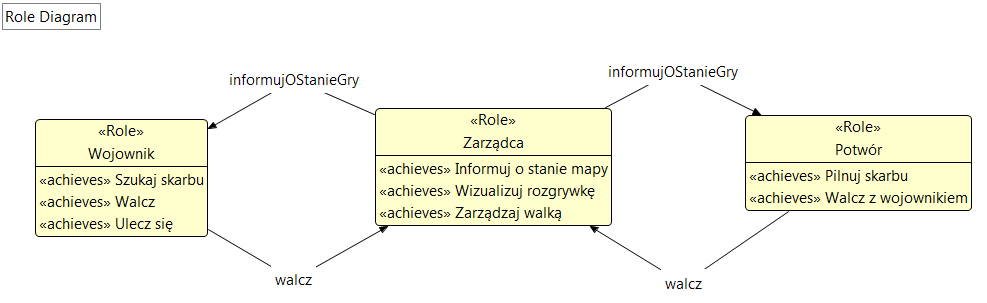 Role Diagram
informujOStanieGry
informujOStanieGry
«Role»
Wojownik
«achieves» Szukaj skarbu
«achieves» Walcz
«achieves» Ulecz się
«Role»
Zarządca
«achieves» Informuj o stanie mapy
«achieves» Wizualizuj rozgrywkę
«achieves» Zarządzaj walką
«Role»
Potwór
«achieves» Pilnuj skarbu
«achieves» Walcz z wojownikiem
walcz
walcz